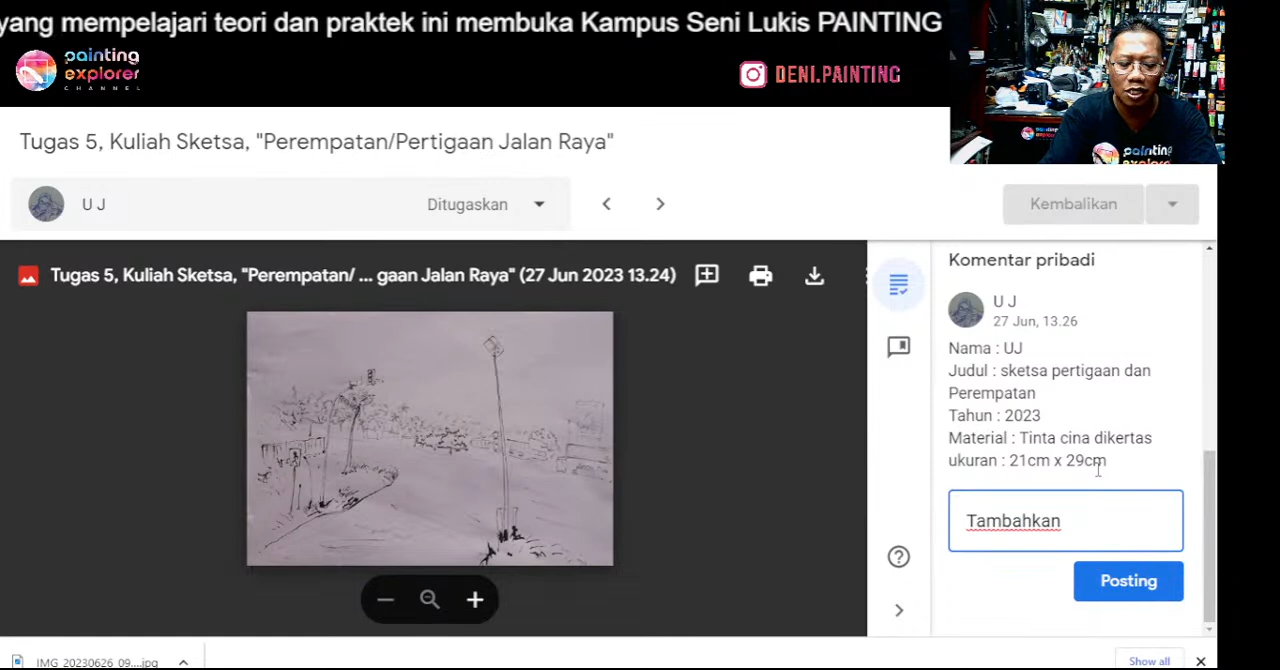 yang mempelajari teori dan praktek ini membuka Kampus Seni Lukis PAINTING
painting
explorer
CHANNEL
DENI.PAINTING
painting
explorer
Tugas 5, Kuliah Sketsa, "Perempatan/Pertigaan Jalan Raya"
U J
Ditugaskan
Kembalikan
Tugas 5, Kuliah Sketsa, "Perempatan/ ... gaan Jalan Raya" (27 Jun 2023 13.24)
Komentar pribadi
U J
27 Jun, 13.26
Nama : UJ
Judul : sketsa pertigaan dan
Perempatan
Tahun : 2023
Material : Tinta cina dikertas
ukuran : 21cm x 29cm
Tambahkan
Posting
IMG_20230626_09....jpg
Show all